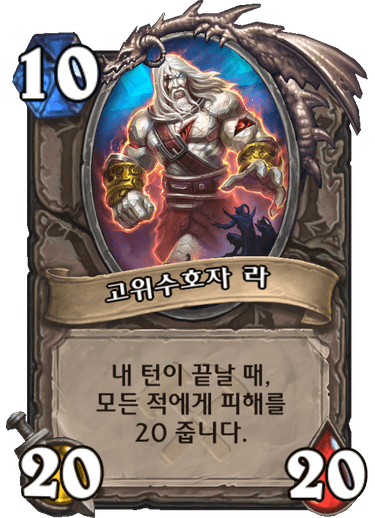 10
고위수호자 라
내 턴이 끝날 때,
모든 적에게 피해를
20 줍니다.
20 20